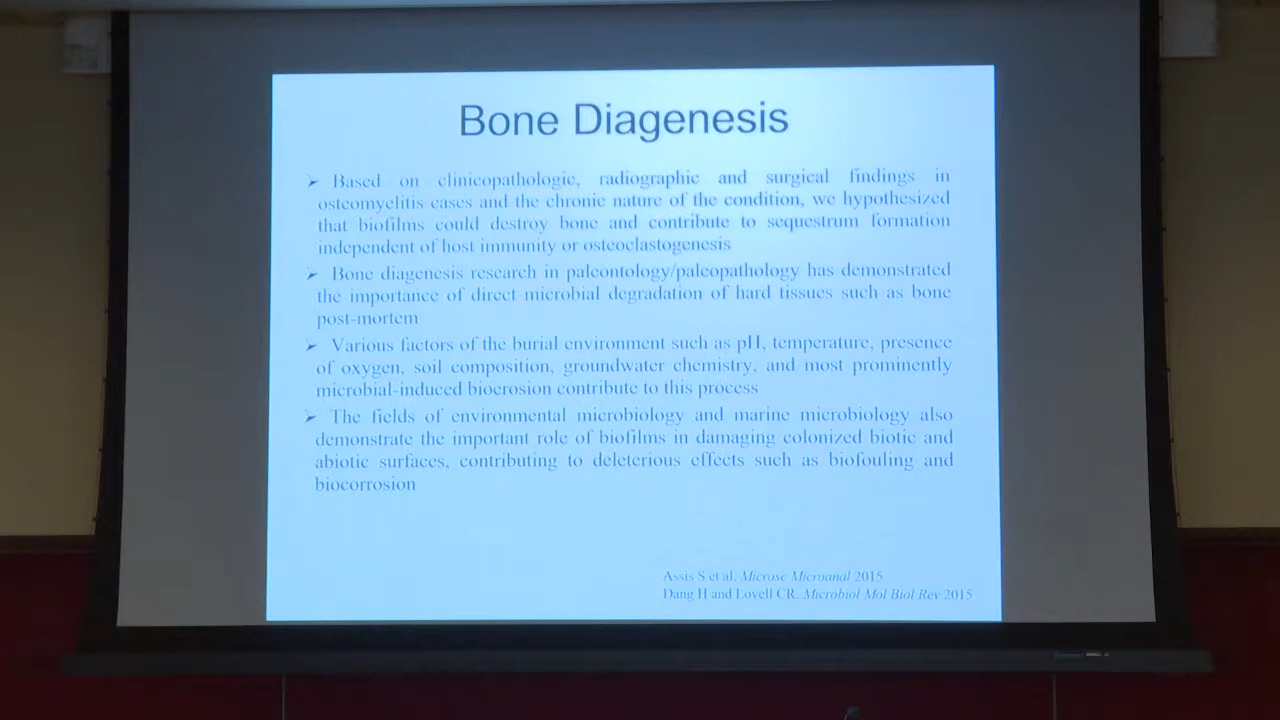 Bone Diagenesis
➢ Based on clinicopathologic, radiographic and surgical findings in
osteomyelitis cases and the chronic nature of the condition, we hypothesized
that biofilms could destroy bone and contribute to sequestrum formation
independent of host immunity or osteoclastogenesis
➢ Bone diagenesis research in paleontology/paleopathology has demonstrated
the importance of direct microbial degradation of hard tissues such as bone
post-mortem
➢ Various factors of the burial environment such as pH, temperature, presence
of oxygen, soil composition, groundwater chemistry, and most prominently
microbial-induced bioerosion contribute to this process
➢ The fields of environmental microbiology and marine microbiology also
demonstrate the important role of biofilms in damaging colonized biotic and
abiotic surfaces, contributing to deleterious effects such as biofouling and
biocorrosion
Assis S et al. Microsc Microanal 2015
Dang H and Lovell CR. Microbiol Mol Biol Rev 2015